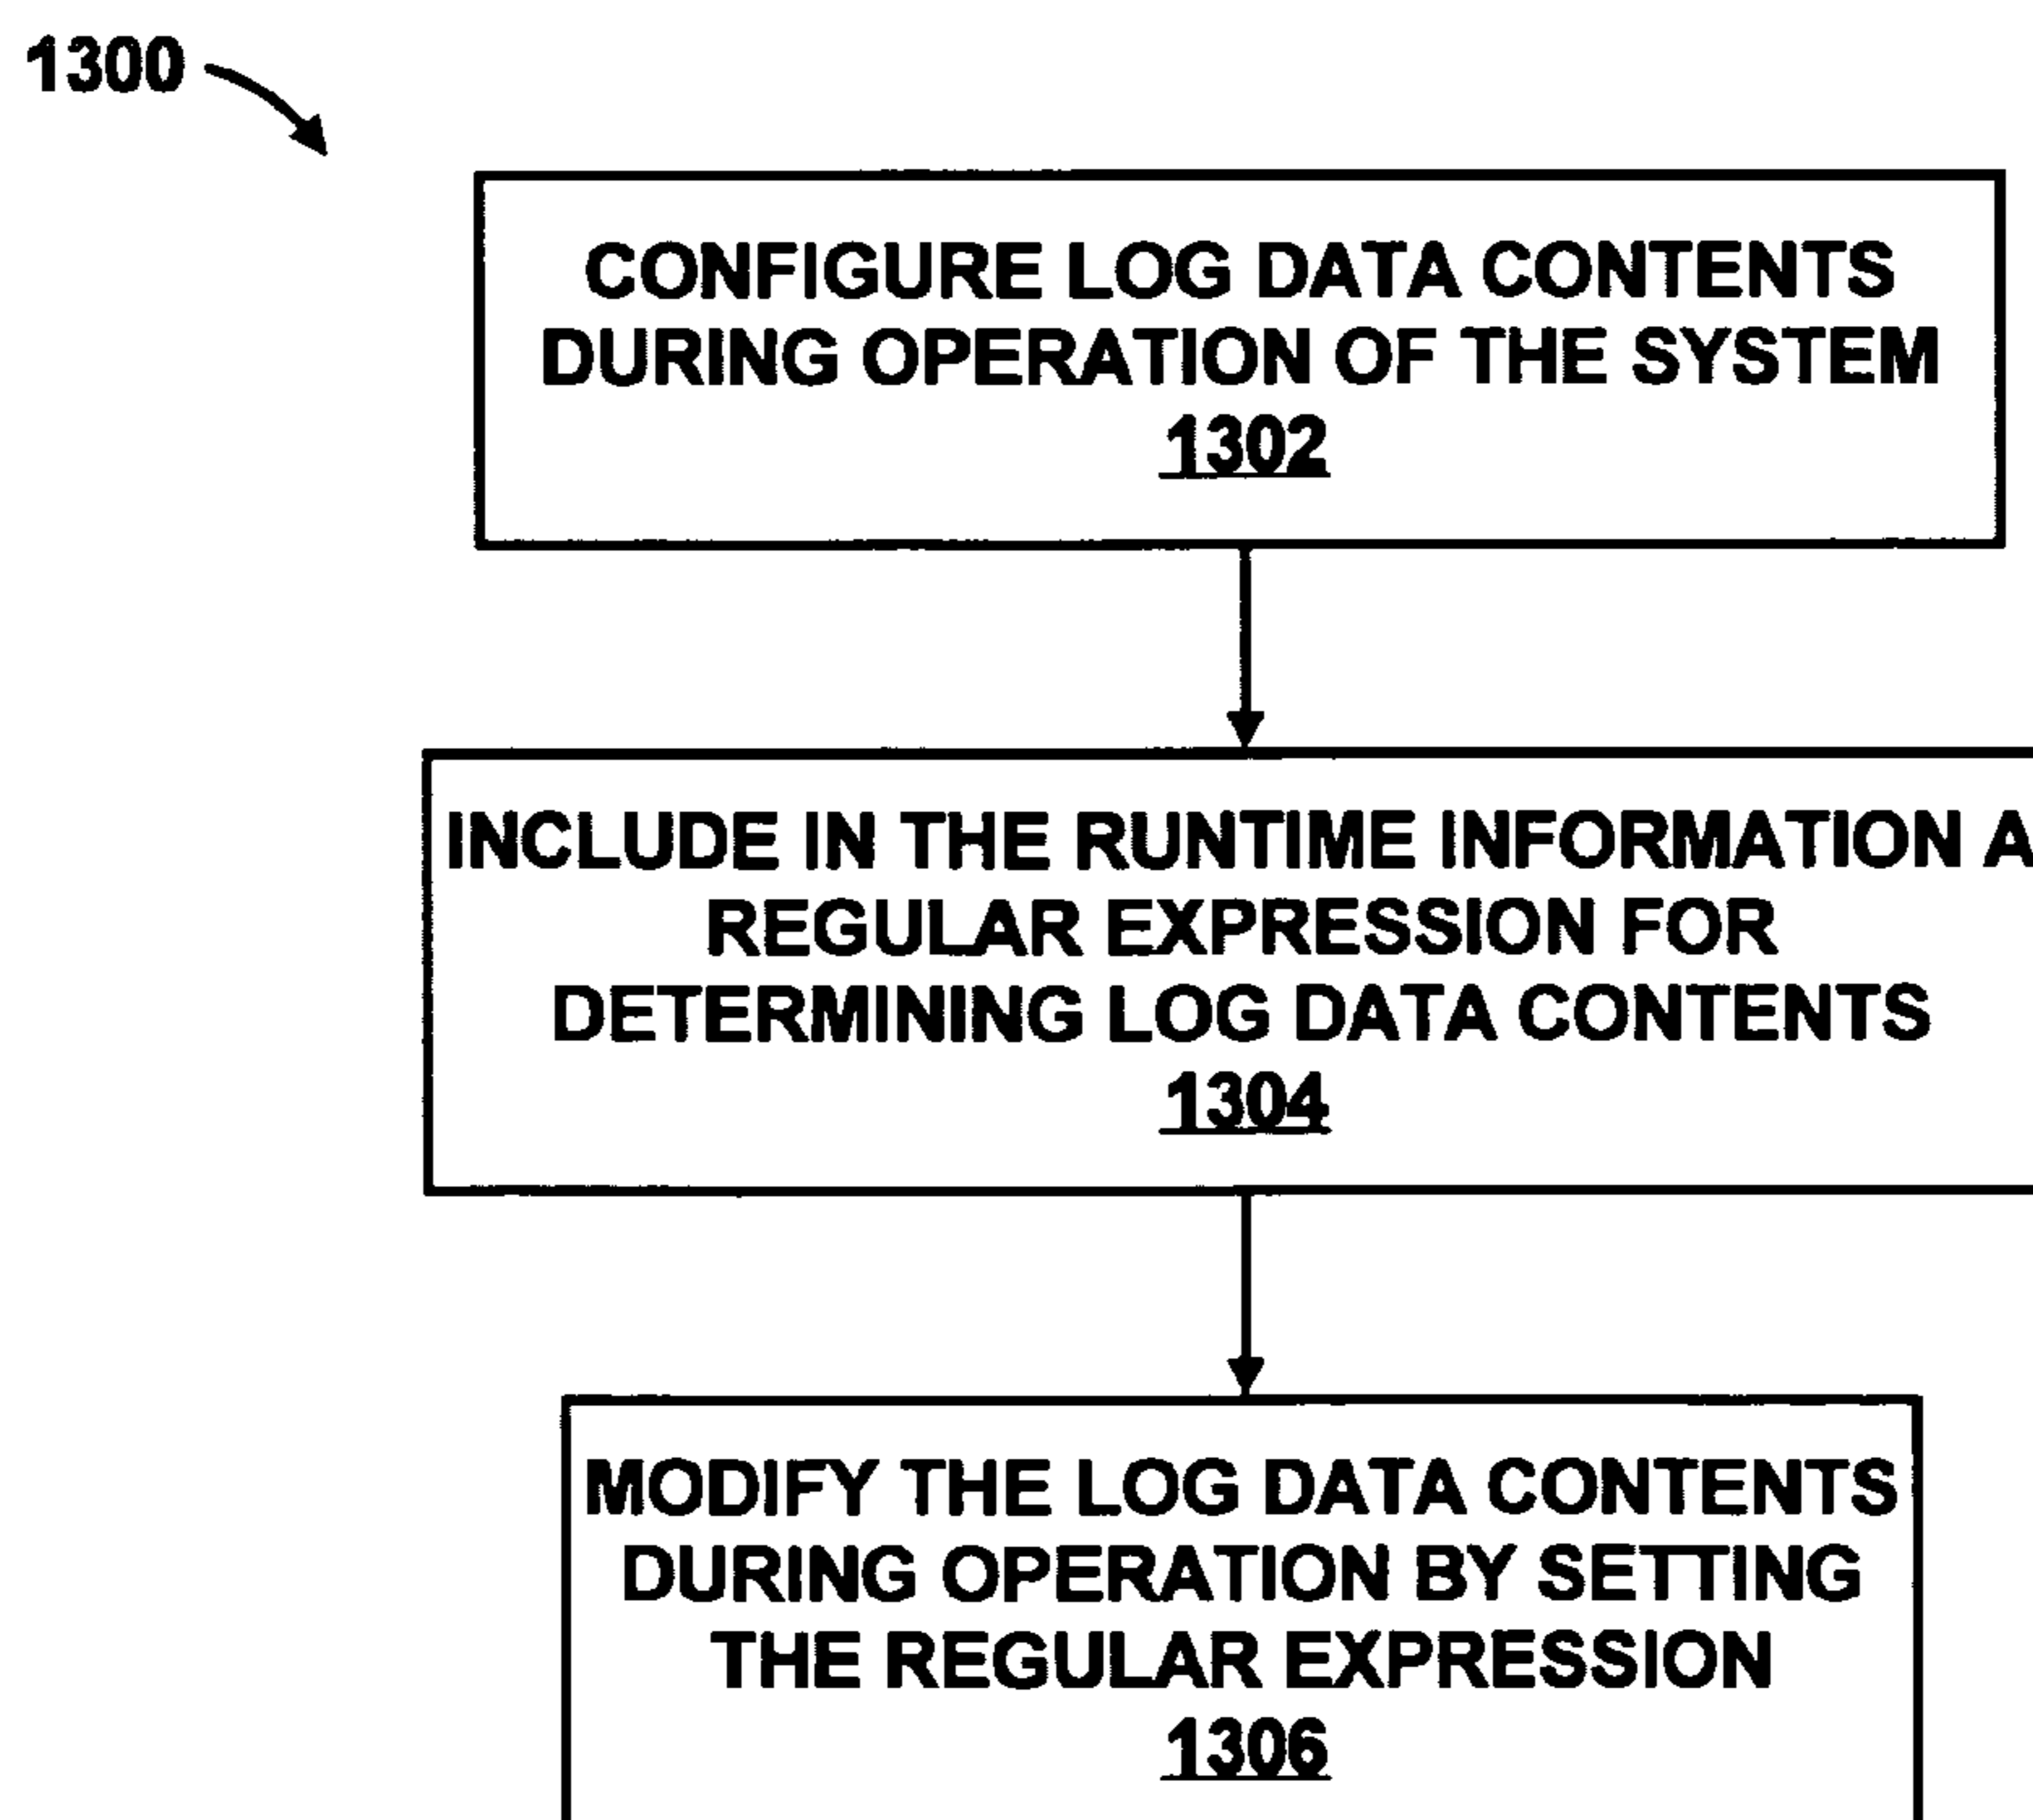 1300
CONFIGURE LOG DATA CONTENTS
DURING OPERATION OF THE SYSTEM
1302
INCLUDE IN THE RUNTIME INFORMATION A
REGULAR EXPRESSION FOR
DETERMINING LOG DATA CONTENTS
1304
MODIFY THE LOG DATA CONTENTS
DURING OPERATION BY SETTING
THE REGULAR EXPRESSION
1306